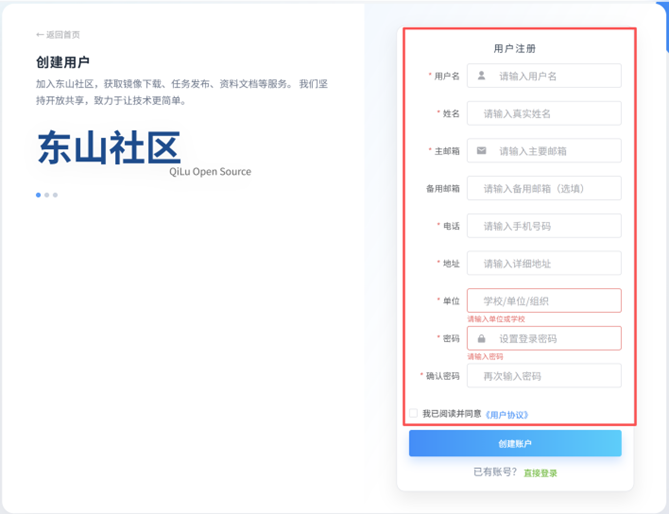 ←返回首页
创建用户
加入东山社区，获取镜像下载、任务发布、资料文档等服务。 我们坚
持开放共享，致力于让技术更简单。
东山社区
QiLu Open Source
用户注册
* 用户名 请输入用户名
* 姓名 请输入真实姓名
* 主邮箱 请输入主要邮箱
备用邮箱 请输入备用邮箱（选填）
* 电话 请输入手机号码
* 地址 请输入详细地址
* 单位 学校/单位/组织
请输入单位或学校
* 密码 设置登录密码
请输入密码
* 确认密码 再次输入密码
我已阅读并同意《用户协议》
创建账户
已有账号？ 直接登录